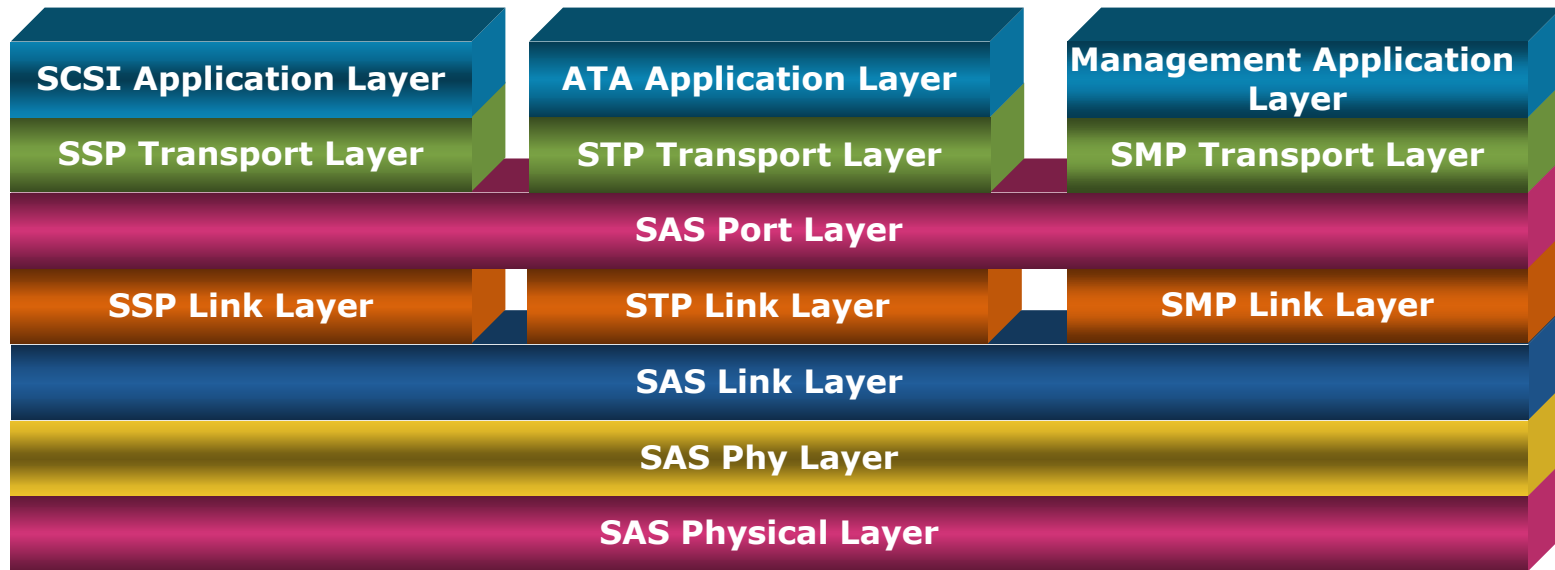 SCSI Application Layer
ATA Application Layer
Management Application
Layer
SSP Transport Layer
STP Transport Layer
SMP Transport Layer
SAS Port Layer
SSP Link Layer
STP Link Layer
SMP Link Layer
SAS Link Layer
SAS Phy Layer
SAS Physical Layer